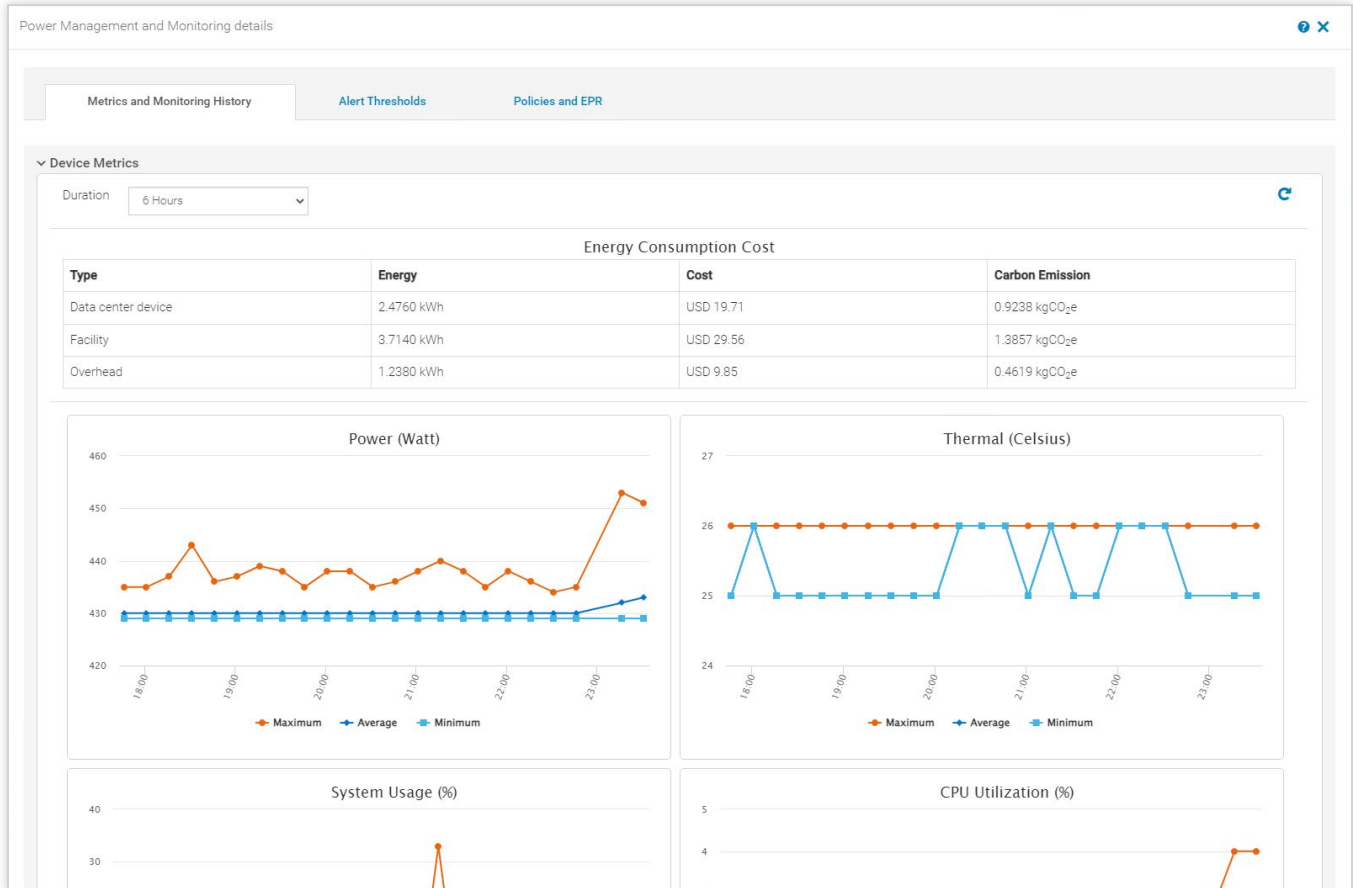 Power Management and Monitoring details
Metrics and Monitoring History Alert Thresholds Policies and EPR
Device Metrics
Duration 6 Hours
Energy Consumption Cost
Type Energy Cost Carbon Emission
Data center device 2.4760 kWh USD 19.71 0.9238 kgCO₂e
Facility 3.7140 kWh USD 29.56 1.3857 kgCO₂e
Overhead 1.2380 kWh USD 9.85 0.4619 kgCO₂e
Power (Watt)
460
450
440
430
420
18:00 19:00 20:00 21:00 22:00 23:00
Maximum Average Minimum
Thermal (Celsius)
27
26
25
24
18:00 19:00 20:00 21:00 22:00 23:00
Maximum Average Minimum
System Usage (%)
40
30
CPU Utilization (%)
5
4